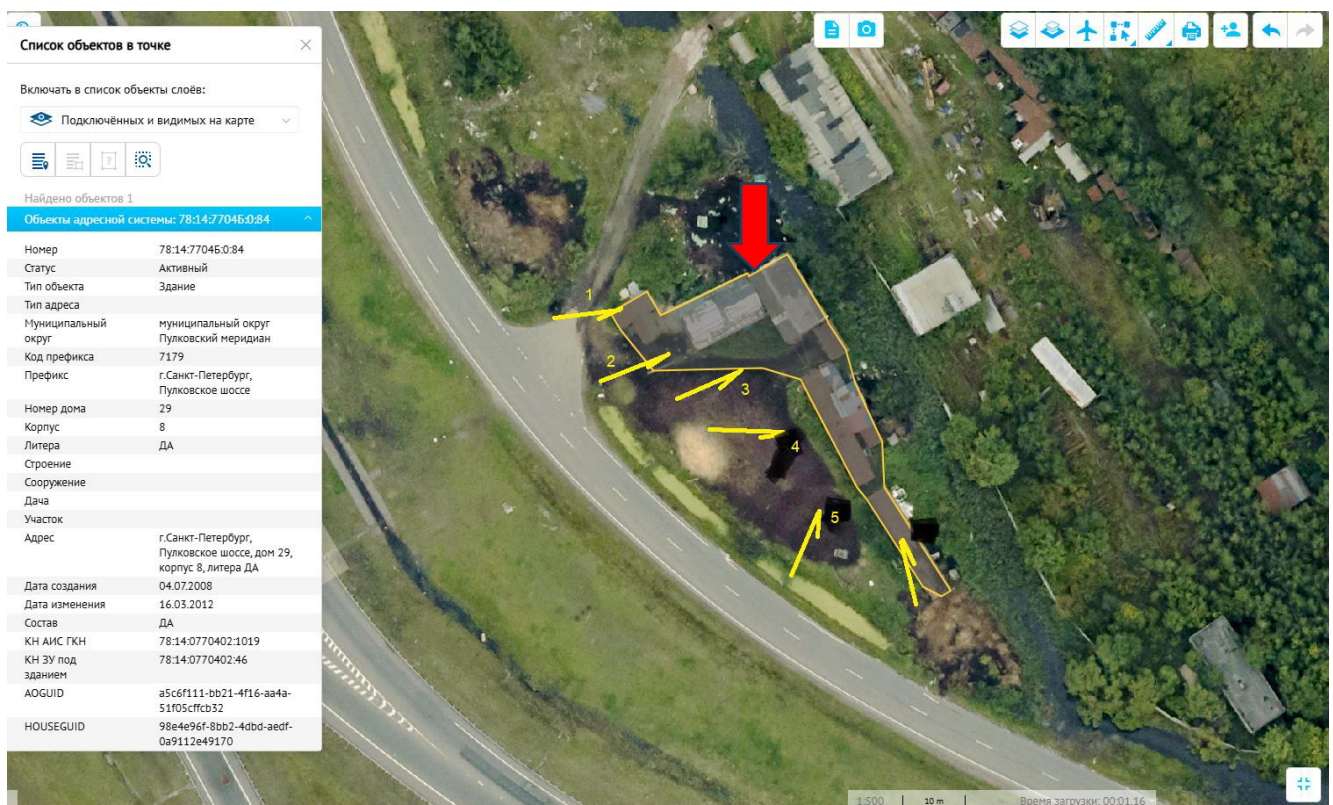 Список объектов в точке
Включать в список объекты слоёв:
Подключённых и видимых на карте
Найдено объектов 1
Объекты адресной системы: 78:14:7704Б:0:84
Номер 78:14:7704Б:0:84
Статус Активный
Тип объекта Здание
Тип адреса
Муниципальный муниципальный округ
округ Пулковский меридиан
Код префикса 7179
Префикс г.Санкт-Петербург,
Пулковское шоссе
Номер дома 29
Корпус 8
Литера ДА
Строение
Сооружение
Дача
Участок
Адрес г.Санкт-Петербург,
Пулковское шоссе, дом 29,
корпус 8, литера ДА
Дата создания 04.07.2008
Дата изменения 16.03.2012
Состав ДА
КН АИС ГКН 78:14:0770402:1019
КН ЗУ под 78:14:0770402:46
зданием
AOGUID a5c6f111-bb21-4f16-aa4a-
51f05cffcb32
HOUSEGUID 98e4e96f-8bb2-4dbd-aedf-
0a9112e49170
1
2
3
4
5
1:500 10 m Время загрузки: 00:01.16